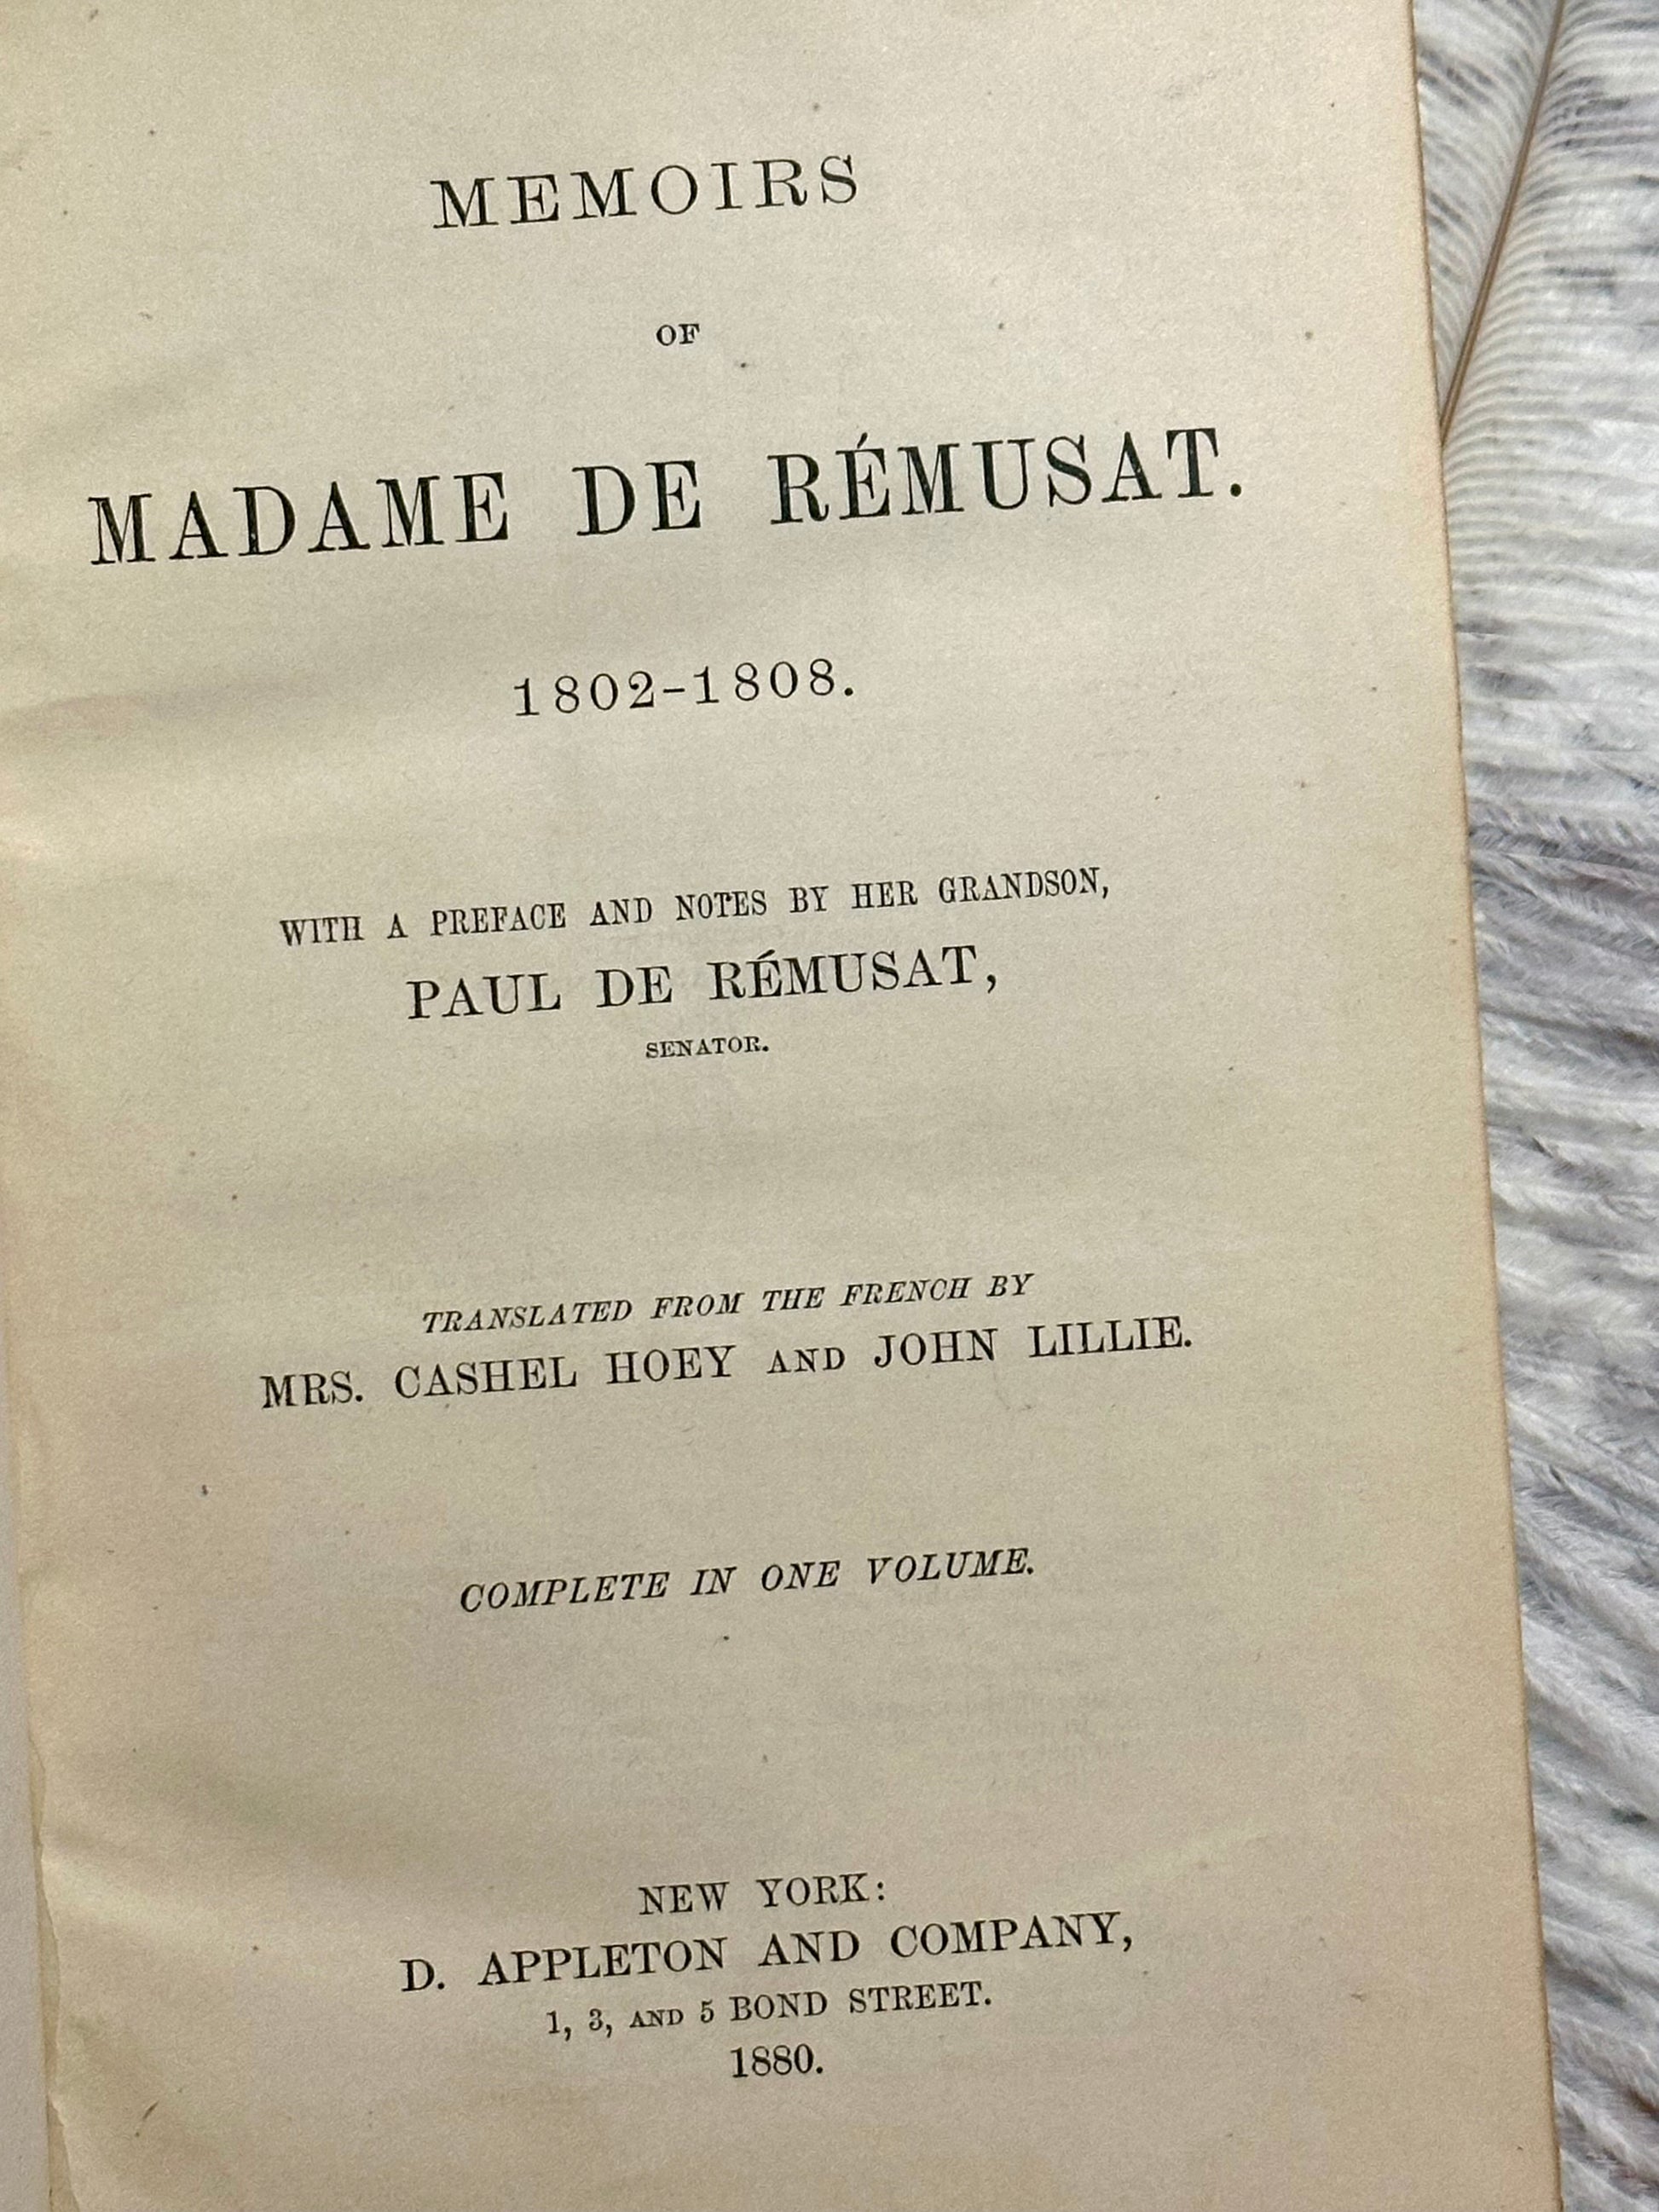 MEMOIRS
OF
MADAME DE RÉMUSAT.
1802-1808.
WITH A PREFACE AND NOTES BY HER GRANDSON,
PAUL DE RÉMUSAT,
SENATOR.
TRANSLATED FROM THE FRENCH BY
MRS. CASHEL HOEY AND JOHN LILLIE.
COMPLETE IN ONE VOLUME.
NEW YORK:
D. APPLETON AND COMPANY,
1, 3, AND 5 BOND STREET.
1880.